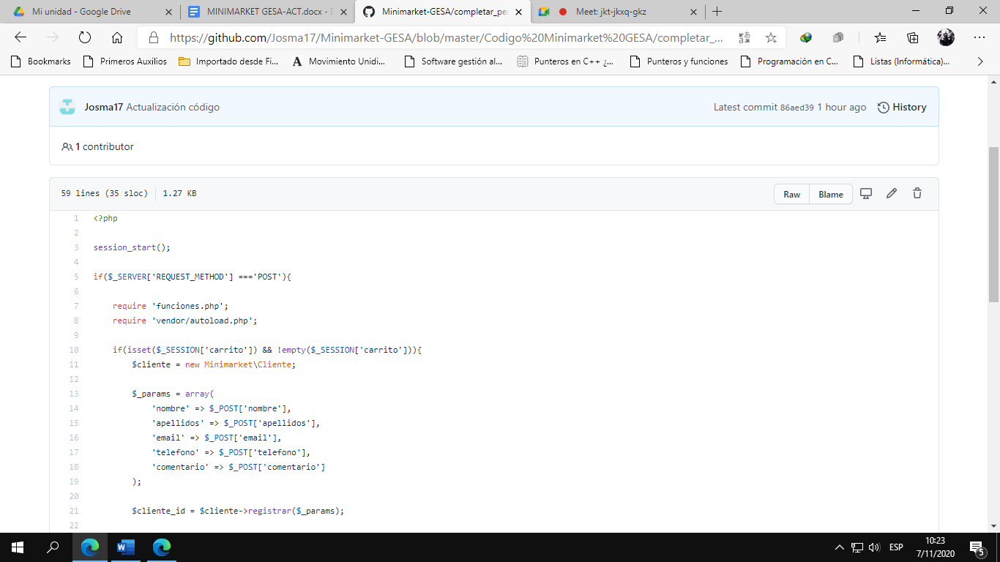 Mi unidad - Google Drive
MINIMARKET GESA-ACT.docx - D
Minimarket-GESA/completar_pec
Meet: jkt-jkxq-gkz
https://github.com/Josma17/Minimarket-GESA/blob/master/Codigo%20Minimarket%20GESA/completar_...
Bookmarks
Primeros Auxilios
Importado desde Fi...
Movimiento Unidi...
Software gestión al...
Punteros en C++ ¿...
Punteros y funciones
Programación en C...
Listas (Informática)...
Josma17 Actualización código
Latest commit 86aed39 1 hour ago
History
1 contributor
59 lines (35 sloc)
1.27 KB
Raw
Blame
1 <?php
2
3 session_start();
4
5 if($_SERVER['REQUEST_METHOD'] ==='POST'){
6
7 require 'funciones.php';
8 require 'vendor/autoload.php';
9
10 if(isset($_SESSION['carrito']) && !empty($_SESSION['carrito'])){
11 $cliente = new Minimarket\Cliente;
12
13 $_params = array(
14 'nombre' => $_POST['nombre'],
15 'apellidos' => $_POST['apellidos'],
16 'email' => $_POST['email'],
17 'telefono' => $_POST['telefono'],
18 'comentario' => $_POST['comentario']
19 );
20
21 $cliente_id = $cliente->registrar($_params);
22
ESP
10:23
7/11/2020
5